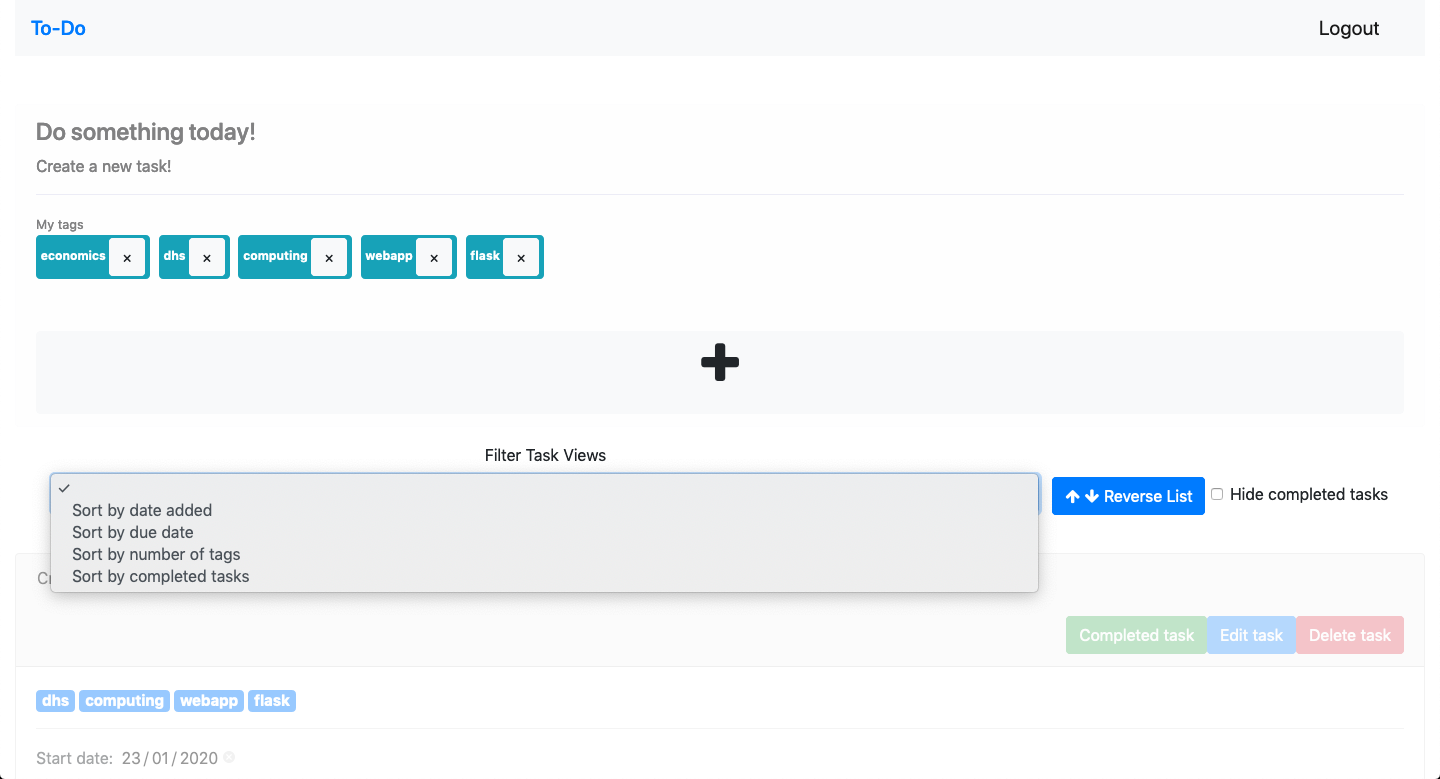 To-Do Logout
Do something today!
Create a new task!
My tags
economics × dhs × computing × webapp × flask ×
Filter Task Views
Sort by date added
Sort by due date
Sort by number of tags
Sort by completed tasks
Reverse List Hide completed tasks
Completed task Edit task Delete task
dhs computing webapp flask
Start date: 23/01/2020